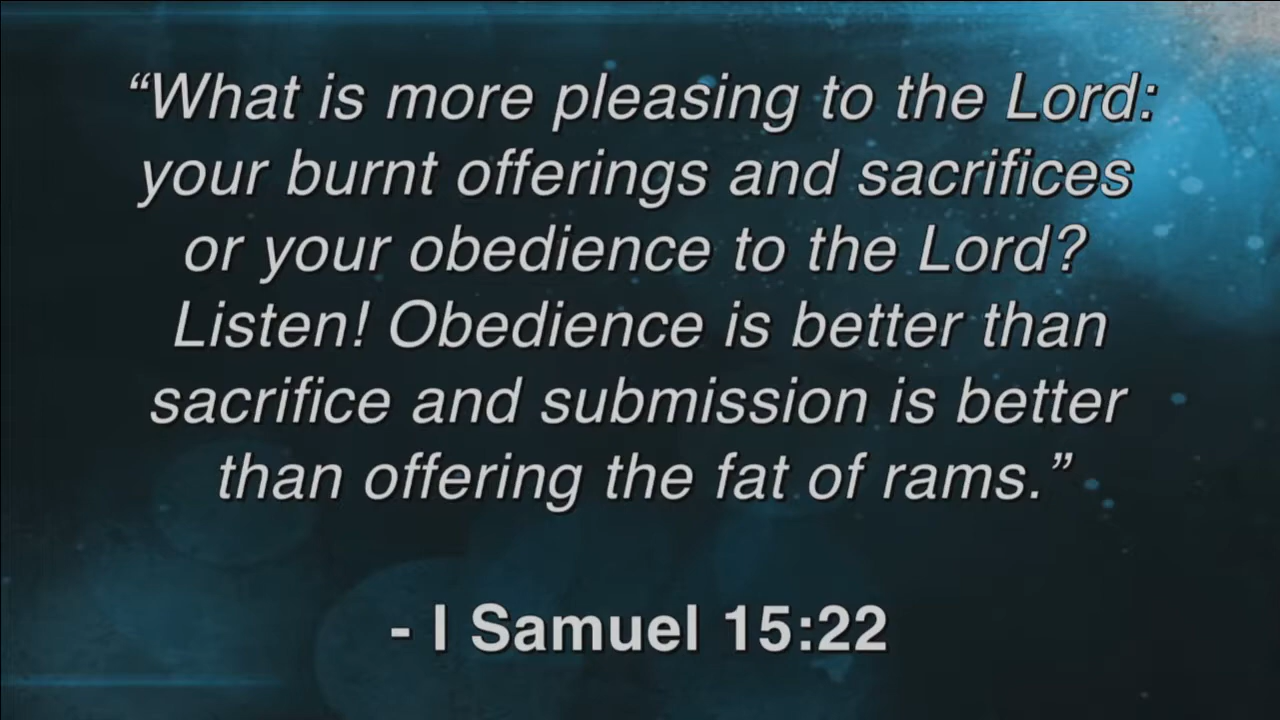 “What is more pleasing to the Lord:
your burnt offerings and sacrifices
or your obedience to the Lord?
Listen! Obedience is better than
sacrifice and submission is better
than offering the fat of rams.”
- I Samuel 15:22